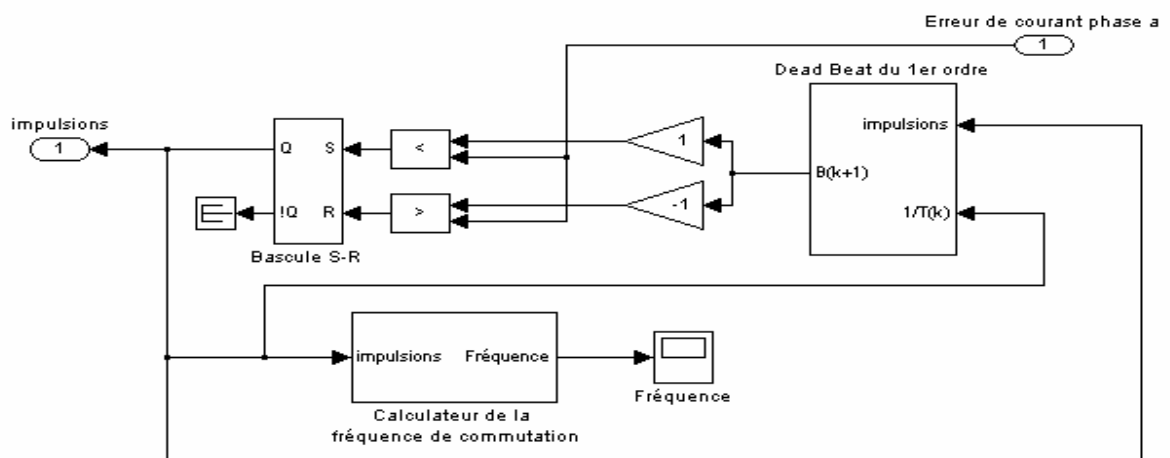 Erreur de courant phase a
1
Dead Beat du 1er ordre
impulsions
1
impulsions
B(k+1)
1/T(k)
1
-1
<
>
Q
S
!Q
R
Bascule S-R
impulsions
Fréquence
Calculateur de la
fréquence de commutation
Fréquence